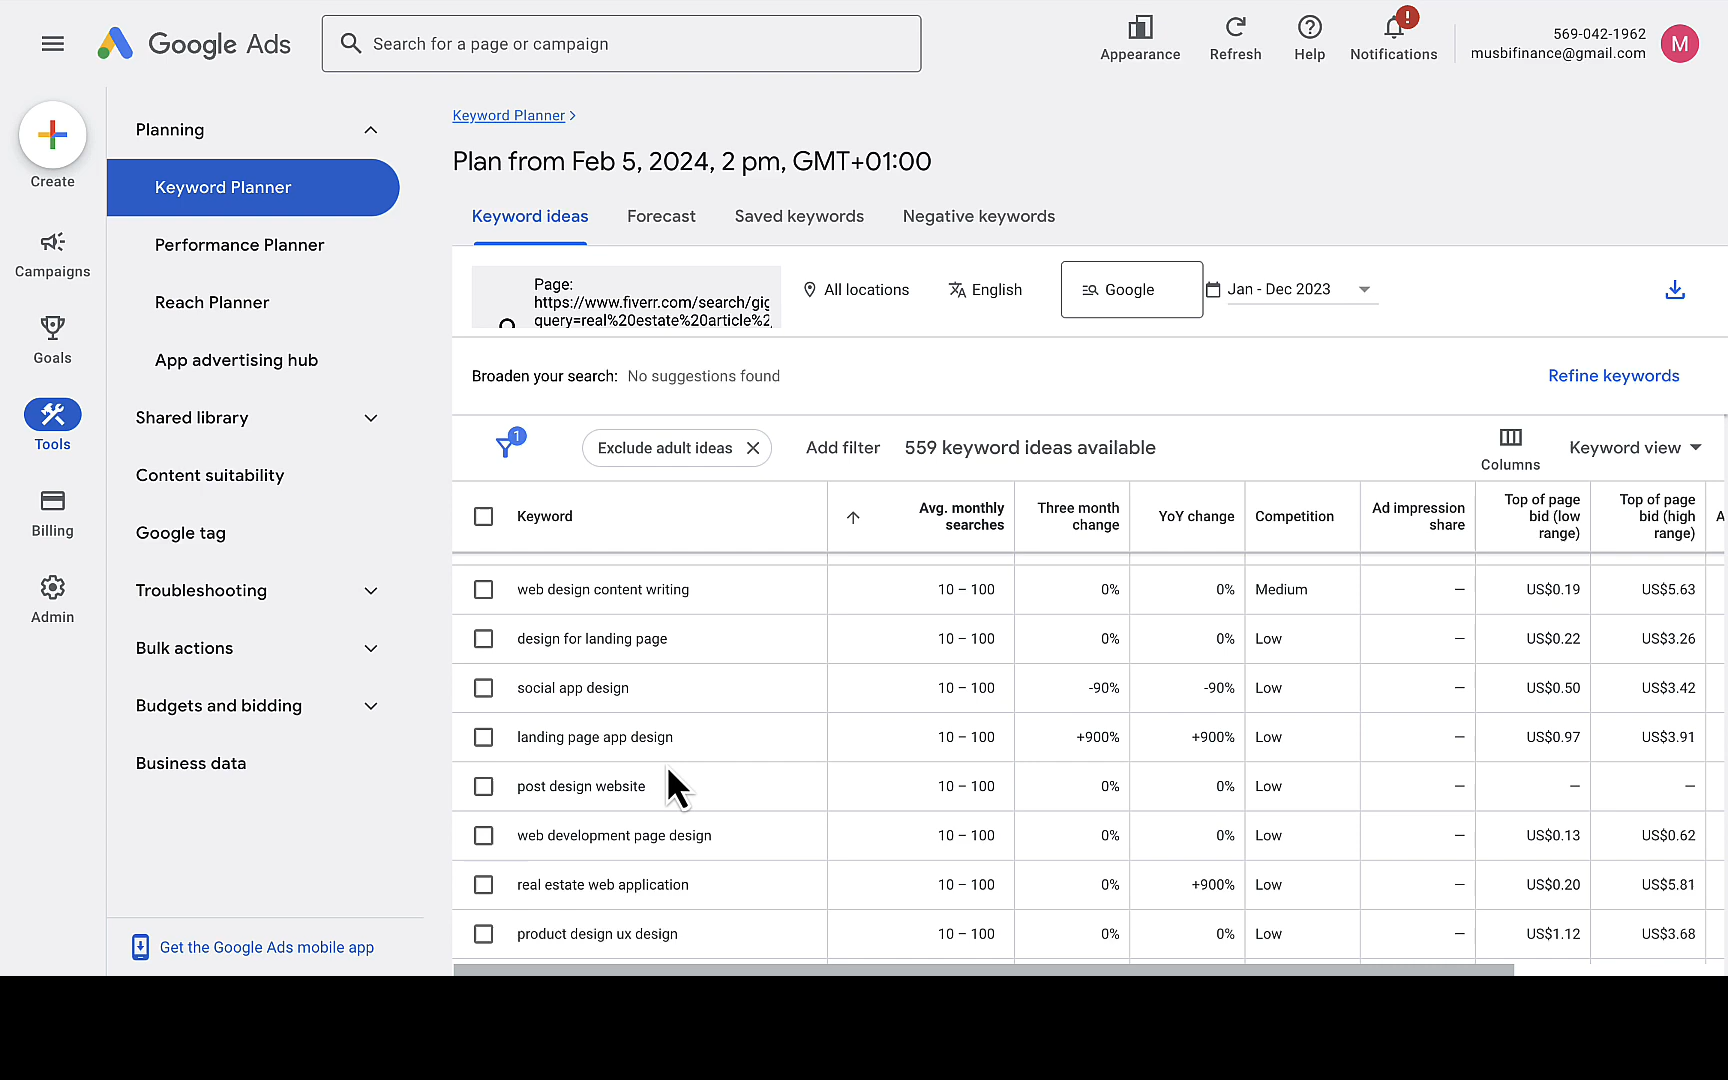 Google Ads
Search for a page or campaign
Appearance
Refresh
Help
Notifications
!
569-042-1962
musbifinance@gmail.com
M
Create
Campaigns
Goals
Tools
Billing
Admin
Planning
Keyword Planner
Performance Planner
Reach Planner
App advertising hub
Shared library
Content suitability
Google tag
Troubleshooting
Bulk actions
Budgets and bidding
Business data
Get the Google Ads mobile app
Keyword Planner
Plan from Feb 5, 2024, 2 pm, GMT+01:00
Keyword ideas Forecast Saved keywords Negative keywords
Page:
https://www.fiverr.com/search/gig
query=real%20estate%20article%2
All locations English Google Jan - Dec 2023
Broaden your search: No suggestions found Refine keywords
1 Exclude adult ideas Add filter 559 keyword ideas available Columns Keyword view
Keyword
Avg. monthly
searches
Three month
change
YoY change
Competition
Ad impression
share
Top of page
bid (low
range)
Top of page
bid (high
range)
A
web design content writing 10 – 100 0% 0% Medium – US$0.19 US$5.63
design for landing page 10 – 100 0% 0% Low – US$0.22 US$3.26
social app design 10 – 100 -90% -90% Low – US$0.50 US$3.42
landing page app design 10 – 100 +900% +900% Low – US$0.97 US$3.91
post design website 10 – 100 0% 0% Low – – –
web development page design 10 – 100 0% 0% Low – US$0.13 US$0.62
real estate web application 10 – 100 0% +900% Low – US$0.20 US$5.81
product design ux design 10 – 100 0% 0% Low – US$1.12 US$3.68